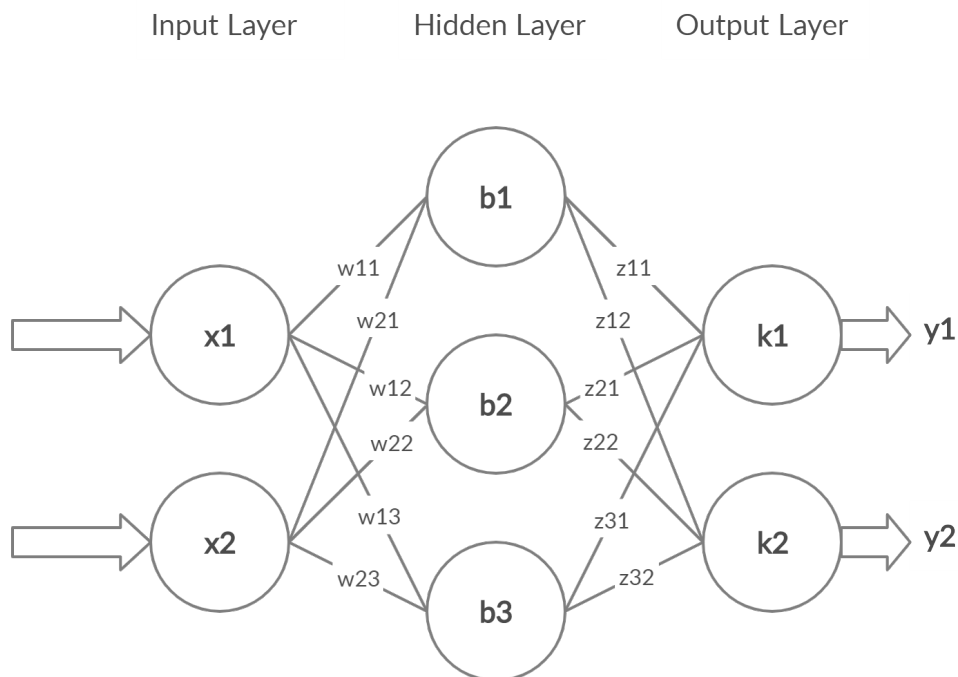 Input Layer Hidden Layer Output Layer
b1
w11 z11
w21 z12
x1 k1 y1
w12 z21
b2
w22 z22
w13 z31
x2 k2 y2
w23 z32
b3